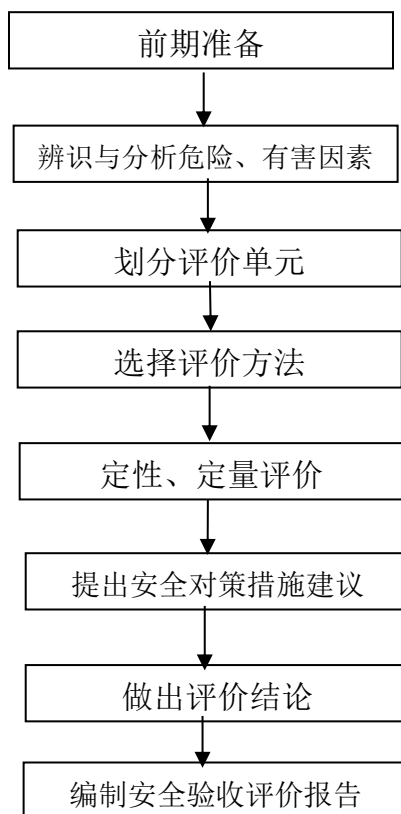 前期准备
辨识与分析危险、有害因素
划分评价单元
选择评价方法
定性、定量评价
提出安全对策措施建议
做出评价结论
编制安全验收评价报告